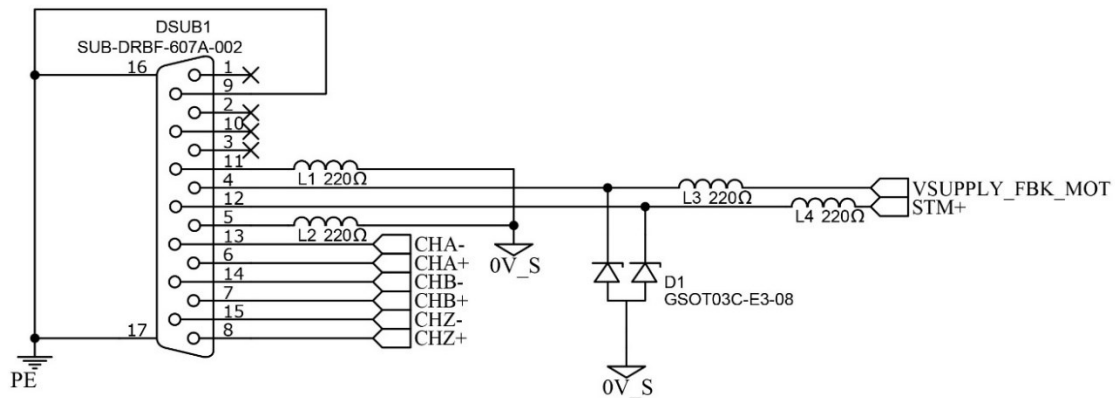 DSUB1
SUB-DRBF-607A-002
16
1
9
2
10
3
11
L1 220Ω
4
L3 220Ω
VSUPPLY_FBK_MOT
12
L4 220Ω
STM+
5
L2 220Ω
13
CHA-
0V_S
6
CHA+
14
CHB-
D1
GSOT03C-E3-08
7
CHB+
15
CHZ-
17
8
CHZ+
PE
0V_S